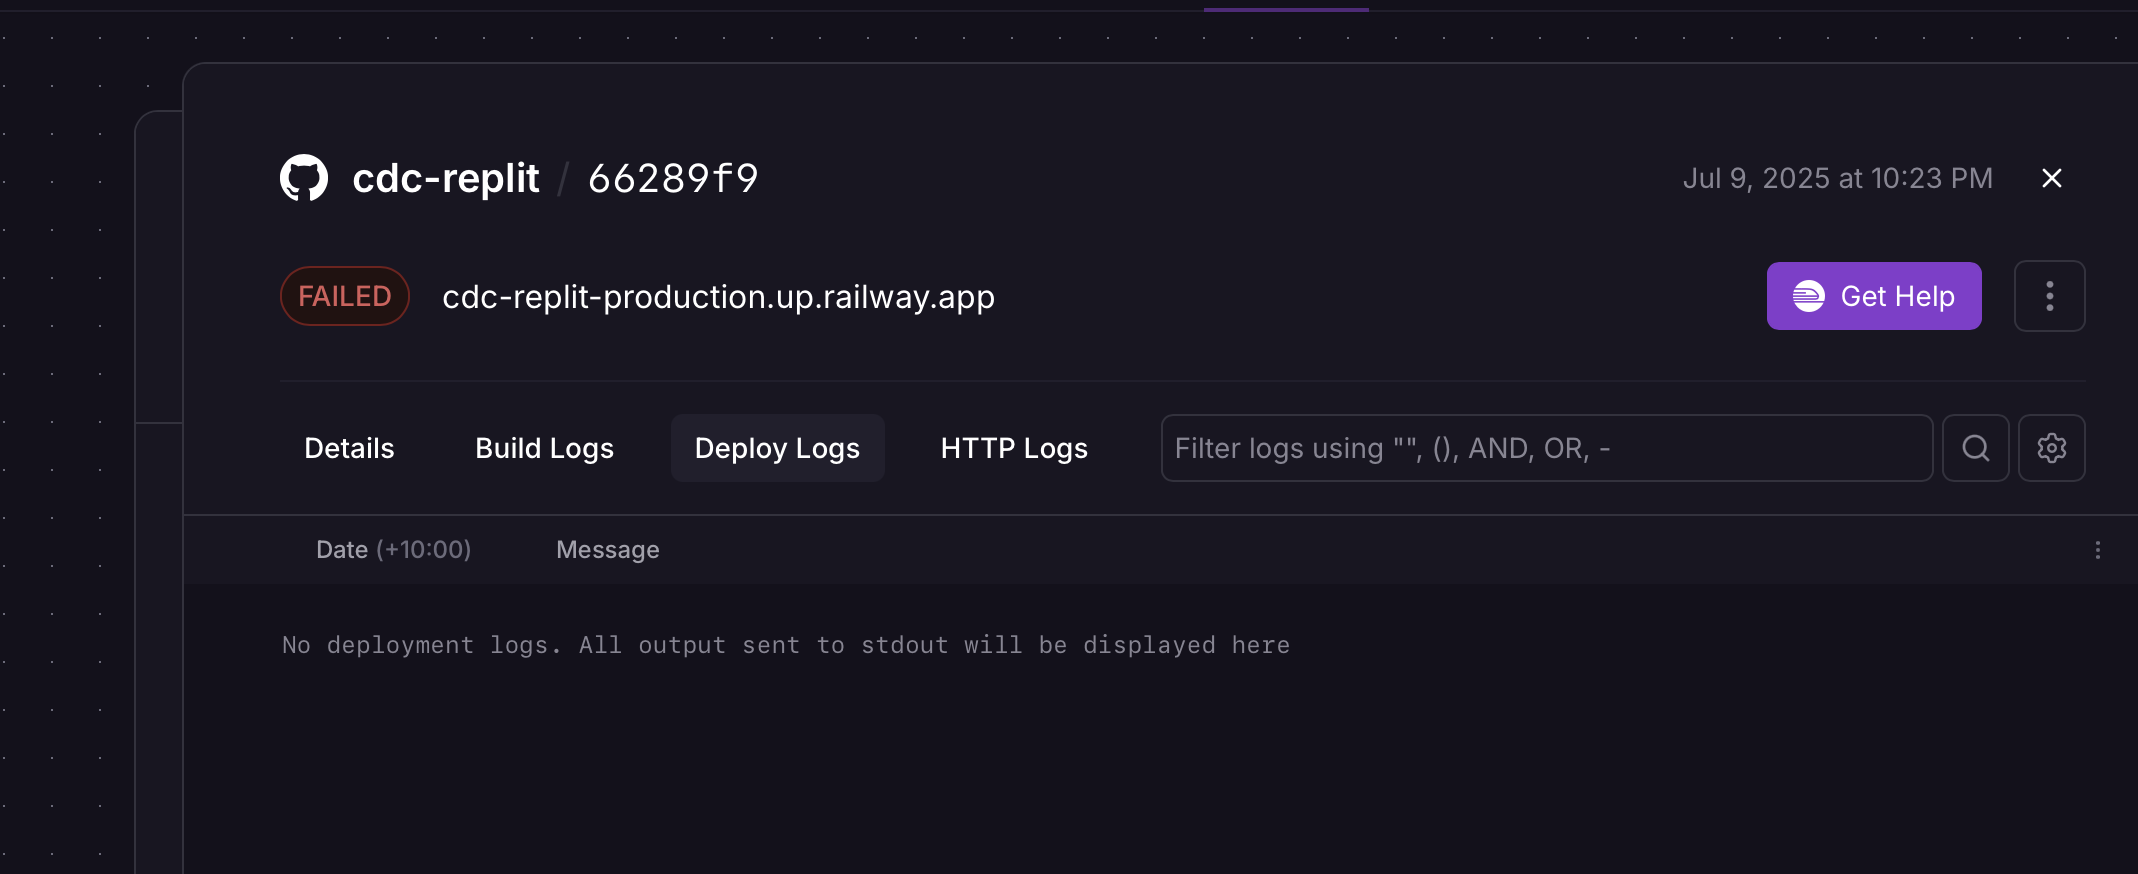 cdc-replit / 66289f9
Jul 9, 2025 at 10:23 PM
FAILED
cdc-replit-production.up.railway.app
Get Help
Details
Build Logs
Deploy Logs
HTTP Logs
Filter logs using "", (), AND, OR, -
Date (+10:00)
Message
No deployment logs. All output sent to stdout will be displayed here